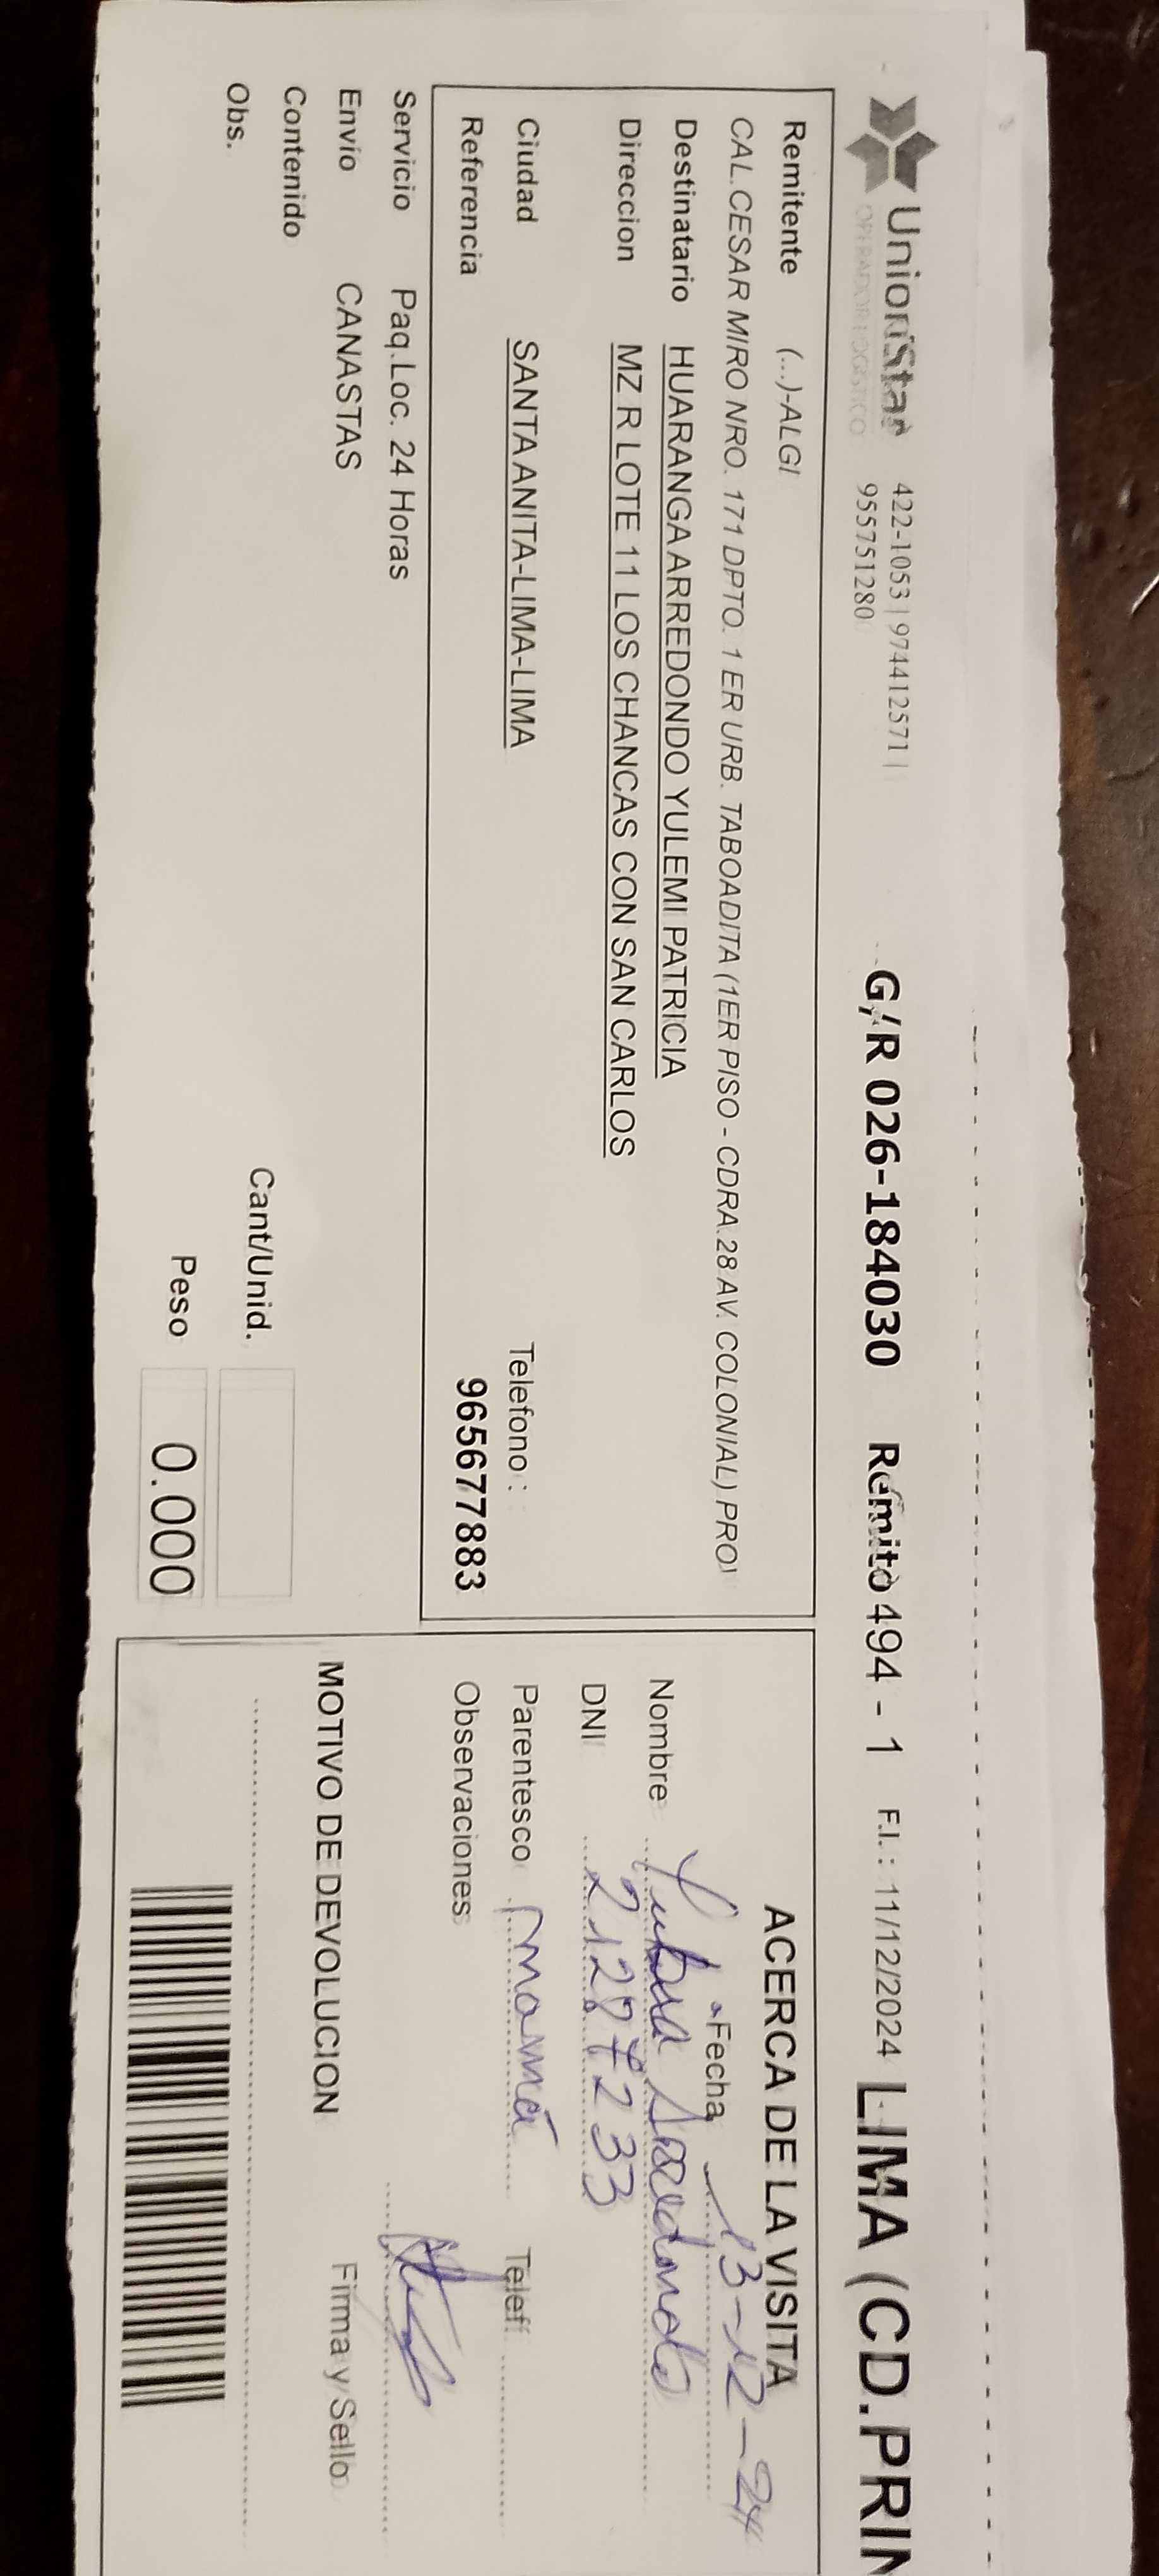 UnionStar
OPERADOR LOGISTICO
422-1053 | 974412571 |
955751280
G/R 026-184030 Remito 494 - 1 F.I. : 11/12/2024 LIMA (CD.PRIN
Remitente (...)-ALGI
CAL.CESAR MIRO NRO. 171 DPTO. 1 ER URB. TABOADITA (1ER PISO - CDRA.28 AV. COLONIAL) PROV
Destinatario HUARANGA ARREDONDO YULEMI PATRICIA
Direccion MZ R LOTE 11 LOS CHANCAS CON SAN CARLOS
Ciudad SANTA ANITA-LIMA-LIMA
Telefono :
Referencia 965677883
Servicio Paq.Loc. 24 Horas
Envio CANASTAS
Contenido
Obs.
Cant/Unid.
Peso 0.000
ACERCA DE LA VISITA
Fecha 13-12-24
Nombre Arredondo
DNI 21287233
Parentesco mamá Telef
Observaciones
MOTIVO DE DEVOLUCION
Firma y Sello